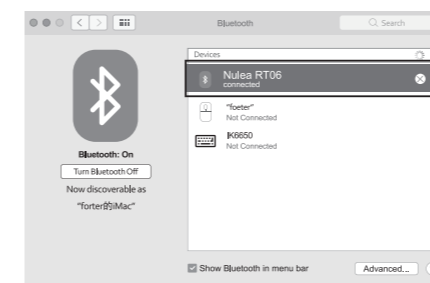 Bluetooth
Search
Devices
Nulea RT06
connected
"foeter"
Not Connected
IK6650
Not Connected
Bluetooth: On
Turn Bluetooth Off
Now discoverable as
"forter的iMac"
Show Bluetooth in menu bar
Advanced...